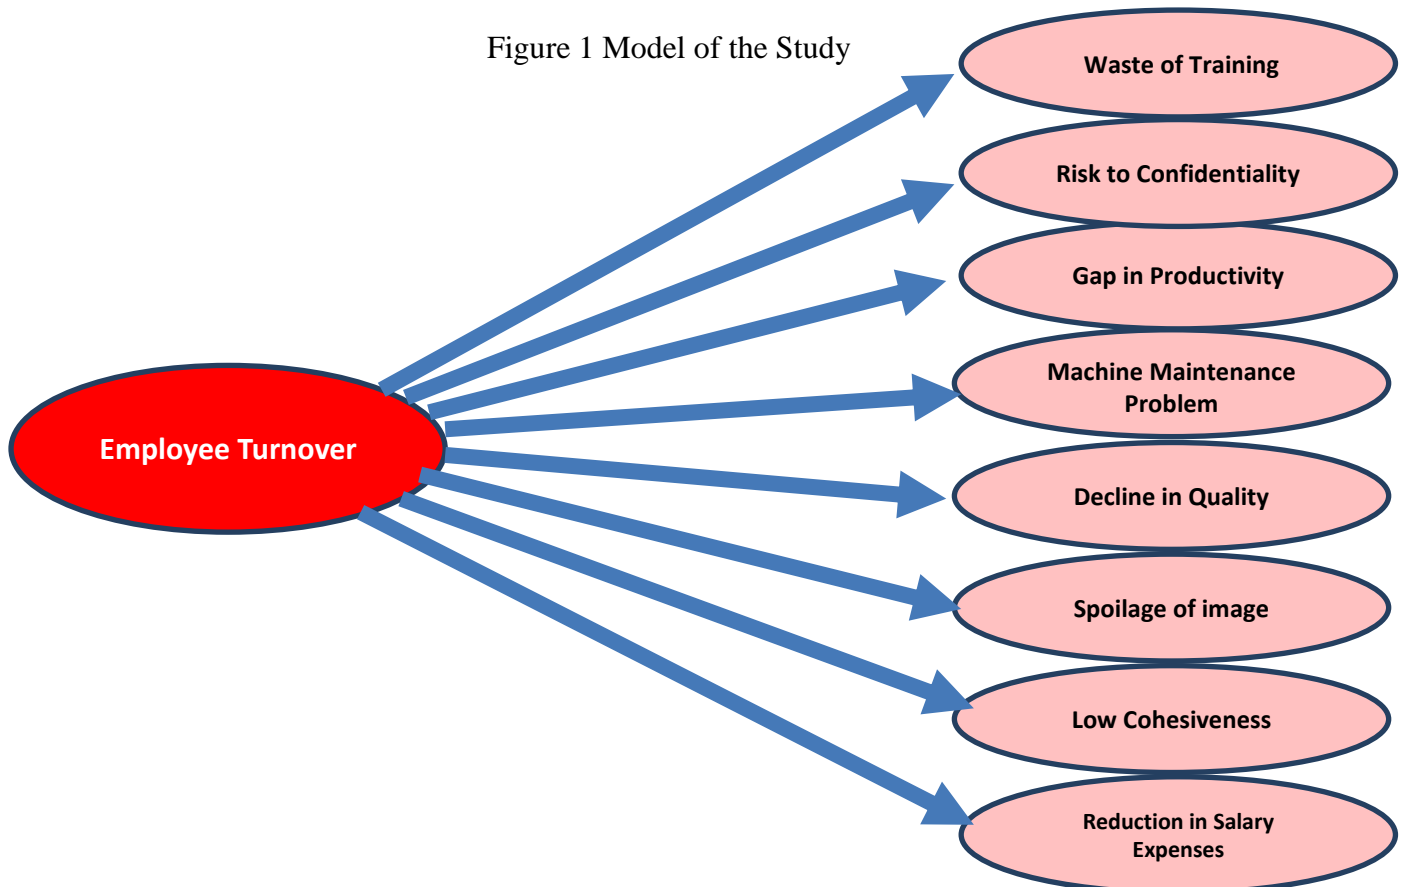 Figure 1 Model of the Study
Waste of Training
Risk to Confidentiality
Gap in Productivity
Machine Maintenance
Problem
Employee Turnover
Decline in Quality
Spoilage of image
Low Cohesiveness
Reduction in Salary
Expenses